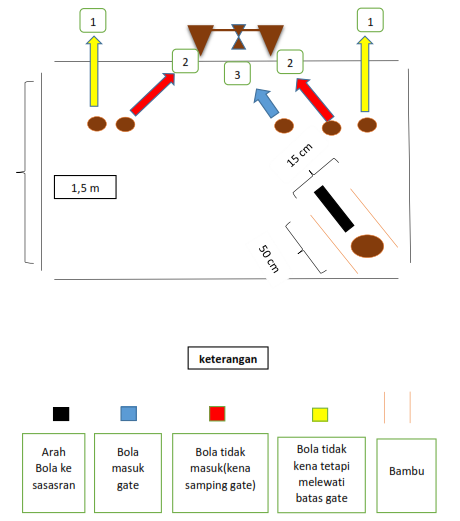 1
1
2
2
3
15 cm
1,5 m
50 cm
keterangan
Arah
Bola ke
sasasran
Bola
masuk
gate
Bola tidak
masuk(kena
samping gate)
Bola tidak
kena tetapi
melewati
batas gate
Bambu